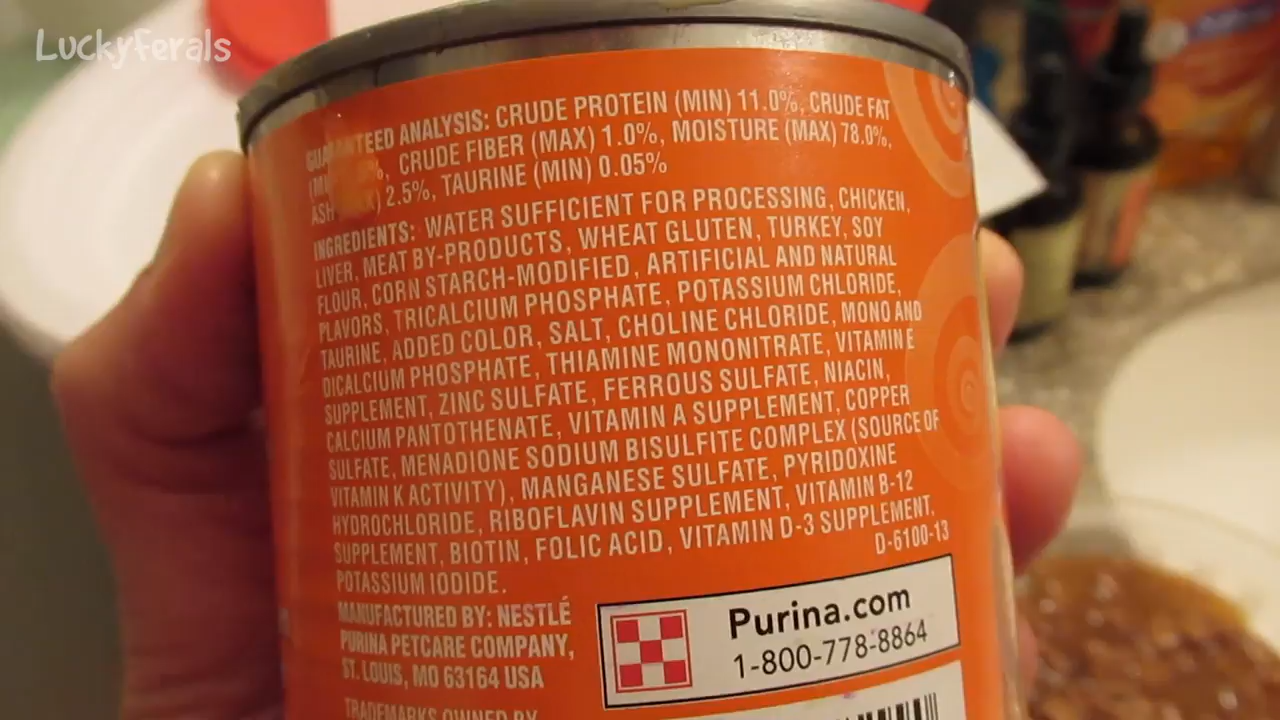 LuckyFerals
GUARANTEED ANALYSIS: CRUDE PROTEIN (MIN) 11.0%, CRUDE FAT
CRUDE FIBER (MAX) 1.0%, MOISTURE (MAX) 78.0%,
ASH 2.5%, TAURINE (MIN) 0.05%
INGREDIENTS: WATER SUFFICIENT FOR PROCESSING, CHICKEN,
LIVER, MEAT BY-PRODUCTS, WHEAT GLUTEN, TURKEY, SOY
FLOUR, CORN STARCH-MODIFIED, ARTIFICIAL AND NATURAL
FLAVORS, TRICALCIUM PHOSPHATE, POTASSIUM CHLORIDE,
TAURINE, ADDED COLOR, SALT, CHOLINE CHLORIDE, MONO AND
DICALCIUM PHOSPHATE, THIAMINE MONONITRATE, VITAMIN E
SUPPLEMENT, ZINC SULFATE, FERROUS SULFATE, NIACIN,
CALCIUM PANTOTHENATE, VITAMIN A SUPPLEMENT, COPPER
SULFATE, MENADIONE SODIUM BISULFITE COMPLEX (SOURCE OF
VITAMIN K ACTIVITY), MANGANESE SULFATE, PYRIDOXINE
HYDROCHLORIDE, RIBOFLAVIN SUPPLEMENT, VITAMIN B-12
SUPPLEMENT, BIOTIN, FOLIC ACID, VITAMIN D-3 SUPPLEMENT,
POTASSIUM IODIDE.
D-6100-13
MANUFACTURED BY: NESTLÉ
PURINA PETCARE COMPANY,
ST. LOUIS, MO 63164 USA
Purina.com
1-800-778-8864
TRADEMARKS OWNED BY